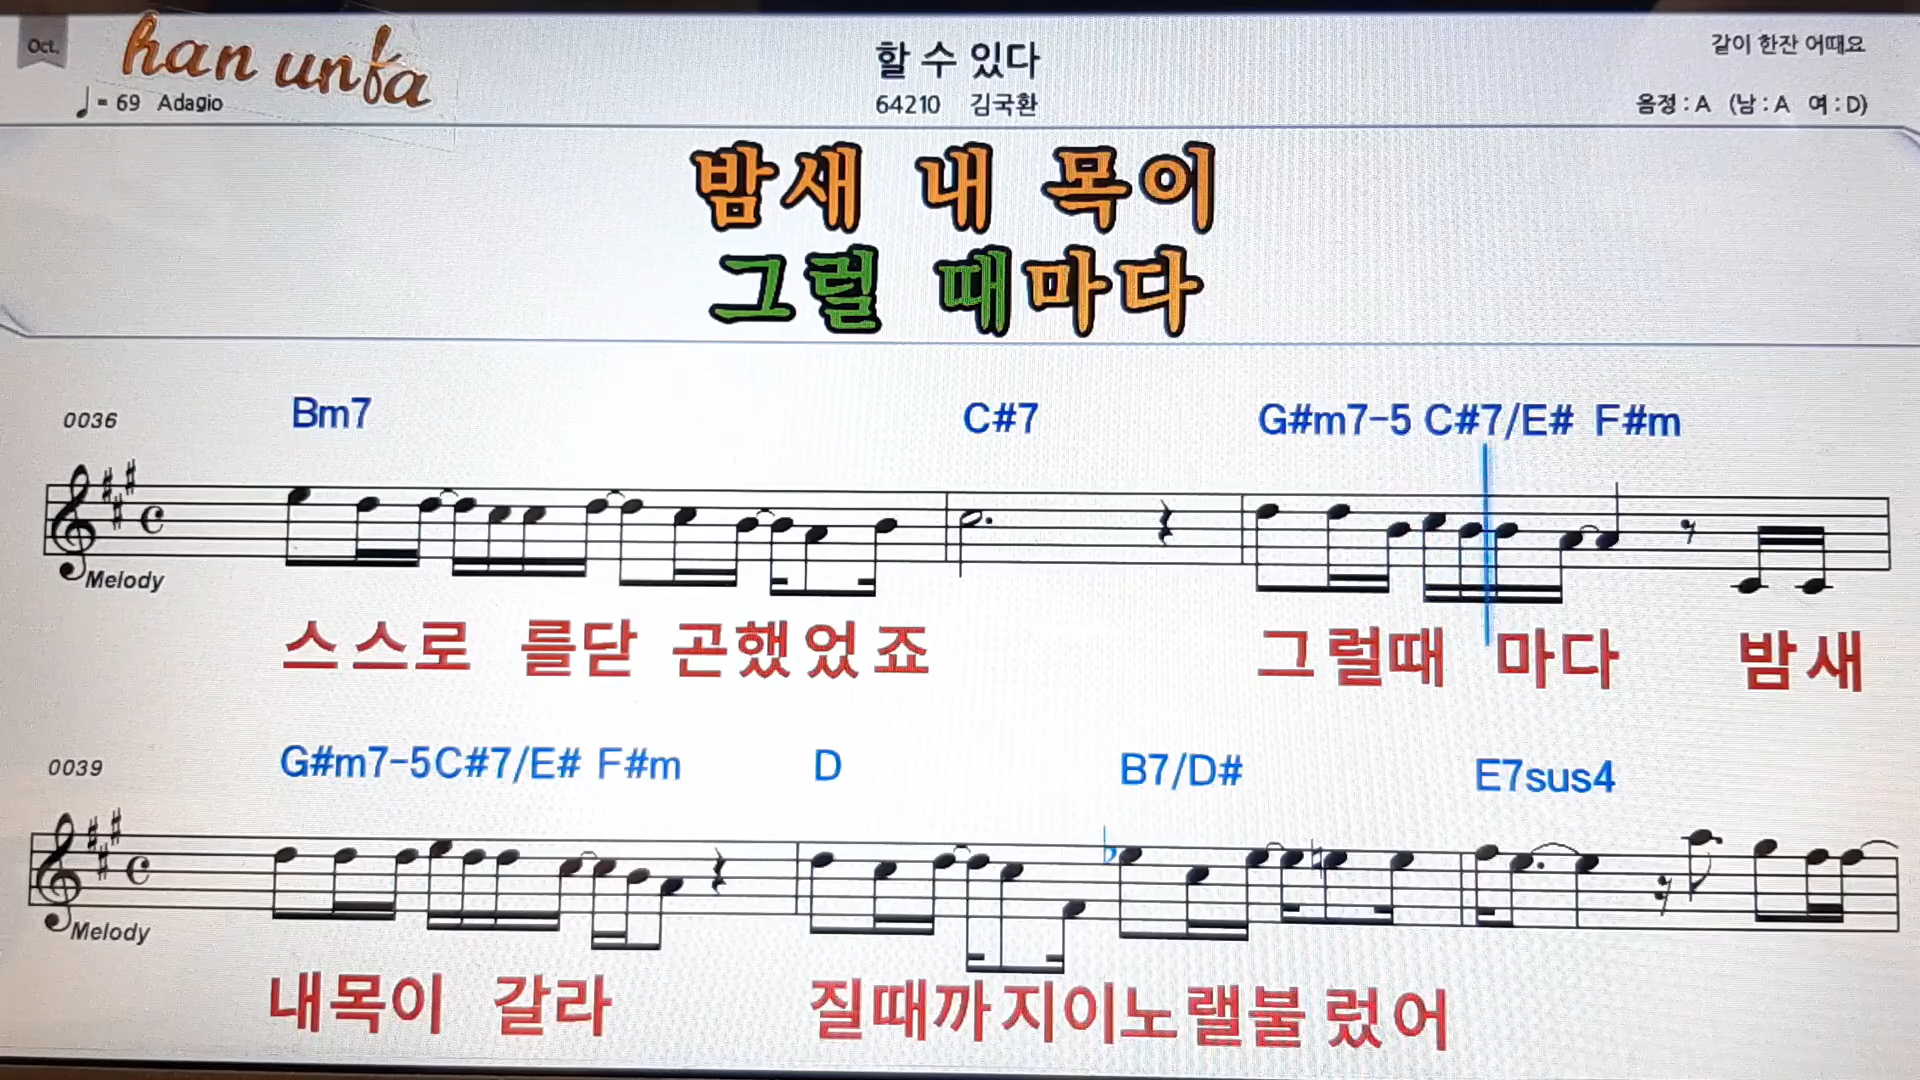 Oct.
han unfa
= 69 Adagio
할 수 있다
64210 김국환
같이 한잔 어때요
음정 : A (남 : A 여 : D)
밤새 내 목이
그럴 때마다
0036
Bm7 C#7 G#m7-5 C#7/E# F#m
Melody
스스로 를닫 곤했었죠 그럴때 마다 밤새
0039
G#m7-5 C#7/E# F#m D B7/D# E7sus4
Melody
내목이 갈라 질때까지이노랠불렀어